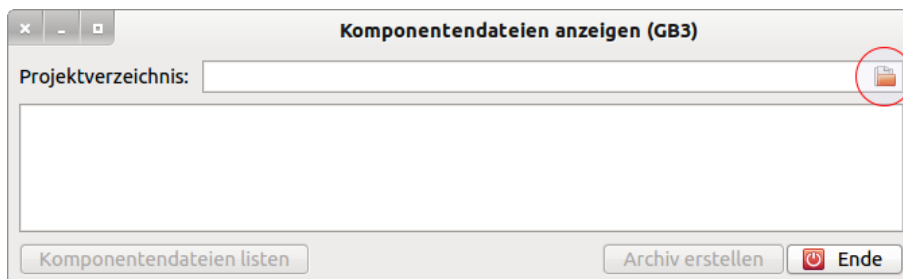 Komponentendateien anzeigen (GB3)
Projektverzeichnis:
Komponentendateien listen Archiv erstellen Ende